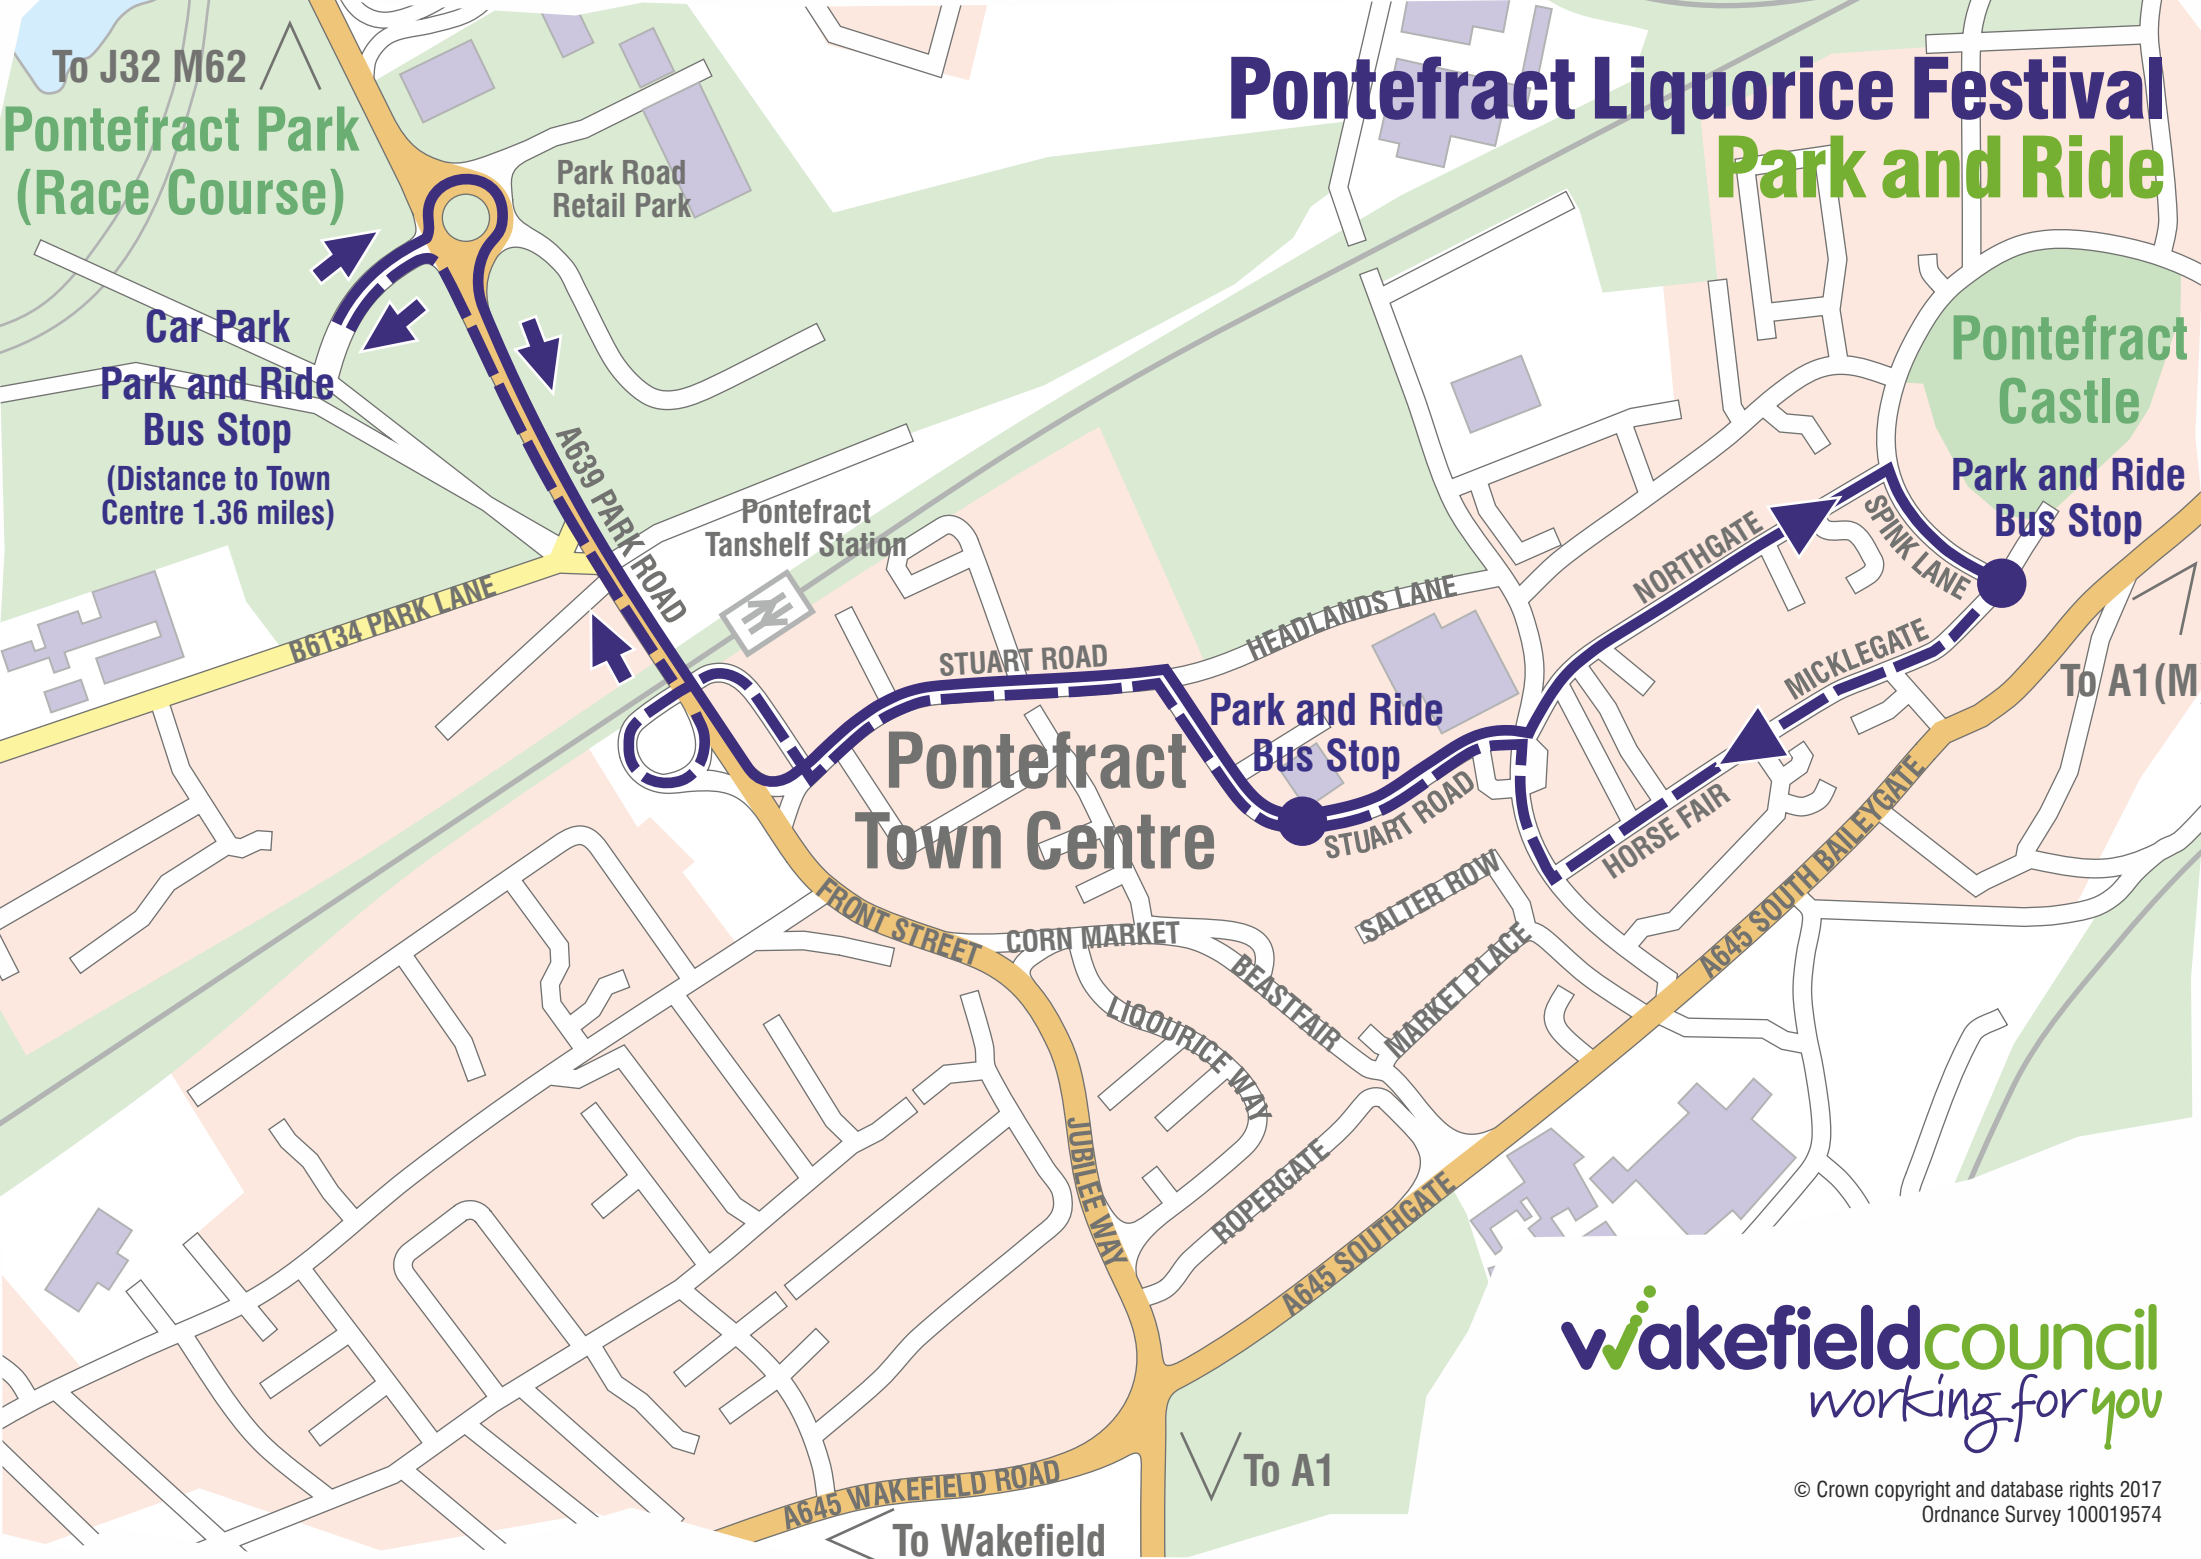 To J32 M62
Pontefract Park
(Race Course)
Park Road
Retail Park
Pontefract Liquorice Festival
Park and Ride
Car Park
Park and Ride
Bus Stop
(Distance to Town
Centre 1.36 miles)
A639 PARK ROAD
Pontefract
Tanshelf Station
B6134 PARK LANE
Pontefract
Castle
Park and Ride
Bus Stop
NORTHGATE
SPINK LANE
MICKLEGATE
To A1(M
HEADLANDS LANE
STUART ROAD
Park and Ride
Bus Stop
Pontefract
Town Centre
STUART ROAD
HORSE FAIR
SALTER ROW
MARKET PLACE
A645 SOUTH BAILEYGATE
FRONT STREET
CORN MARKET
BEASTFAIR
LIQOURICE WAY
JUBILEE WAY
ROPERGATE
A645 SOUTHGATE
A645 WAKEFIELD ROAD
To A1
To Wakefield
wakefieldcouncil
working for you
© Crown copyright and database rights 2017
Ordnance Survey 100019574